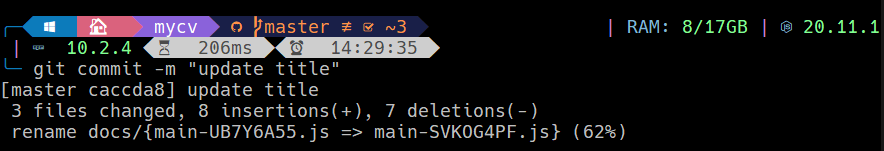 mycv master ≢ ~3 | RAM: 8/17GB | 20.11.1
| 10.2.4 206ms 14:29:35
git commit -m "update title"
[master caccda8] update title
3 files changed, 8 insertions(+), 7 deletions(-)
rename docs/{main-UB7Y6A55.js => main-SVKOG4PF.js} (62%)